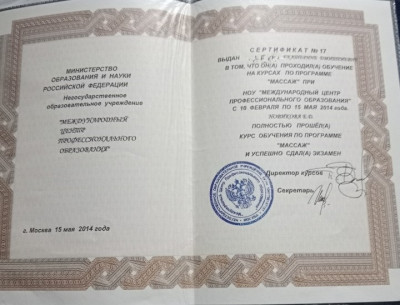 МИНИСТЕРСТВО
ОБРАЗОВАНИЯ И НАУКИ
РОССИЙСКОЙ ФЕДЕРАЦИИ
Негосударственное
образовательное учреждение
"МЕЖДУНАРОДНЫЙ
ЦЕНТР
ПРОФЕССИОНАЛЬНОГО
ОБРАЗОВАНИЯ"
г. Москва 15 мая 2014 года
СЕРТИФИКАТ № 17
ВЫДАН
В ТОМ, ЧТО ОН(А) ПРОХОДИЛ(А) ОБУЧЕНИЕ
НА КУРСАХ ПО ПРОГРАММЕ
"МАССАЖ" ПРИ
НОУ "МЕЖДУНАРОДНЫЙ ЦЕНТР
ПРОФЕССИОНАЛЬНОГО ОБРАЗОВАНИЯ"
С 18 ФЕВРАЛЯ ПО 15 МАЯ 2014 года.
ПОЛНОСТЬЮ ПРОШЁЛ(А)
КУРС ОБУЧЕНИЯ ПО ПРОГРАММЕ
"МАССАЖ"
И УСПЕШНО СДАЛ(А) ЭКЗАМЕН
Директор курсов
Секретарь